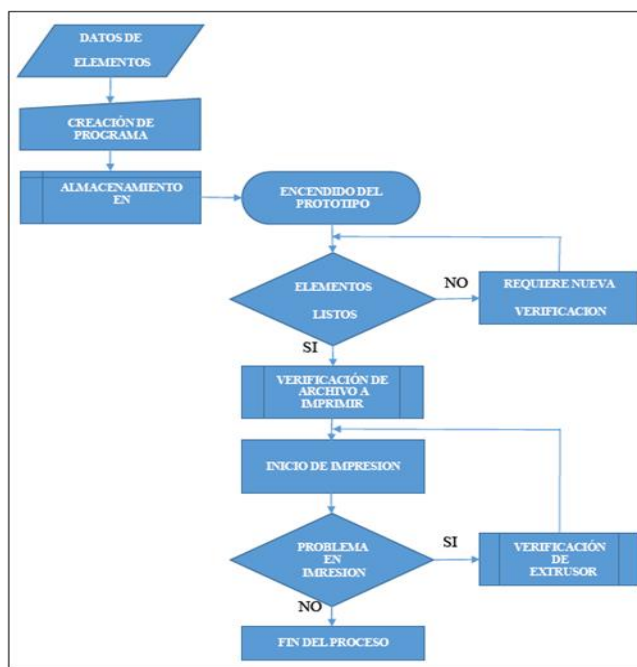 DATOS DE
ELEMENTOS
CREACIÓN DE
PROGRAMA
ALMACENAMIENTO
EN
ENCENDIDO DEL
PROTOTIPO
ELEMENTOS
LISTOS
NO
REQUIERE NUEVA
VERIFICACION
SI
VERIFICACIÓN DE
ARCHIVO A
IMPRIMIR
INICIO DE IMPRESION
PROBLEMA
EN
IMRESION
SI
VERIFICACIÓN
DE
EXTRUSOR
NO
FIN DEL PROCESO